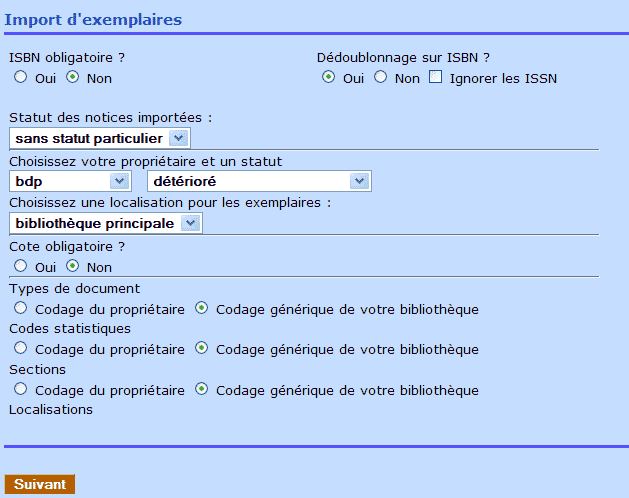 Import d'exemplaires
ISBN obligatoire ? Dédoublonnage sur ISBN ?
Oui Non Oui Non Ignorer les ISSN
Statut des notices importées :
sans statut particulier
Choisissez votre propriétaire et un statut
bdp détérioré
Choisissez une localisation pour les exemplaires :
bibliothèque principale
Cote obligatoire ?
Oui Non
Types de document
Codage du propriétaire Codage générique de votre bibliothèque
Codes statistiques
Codage du propriétaire Codage générique de votre bibliothèque
Sections
Codage du propriétaire Codage générique de votre bibliothèque
Localisations
Suivant